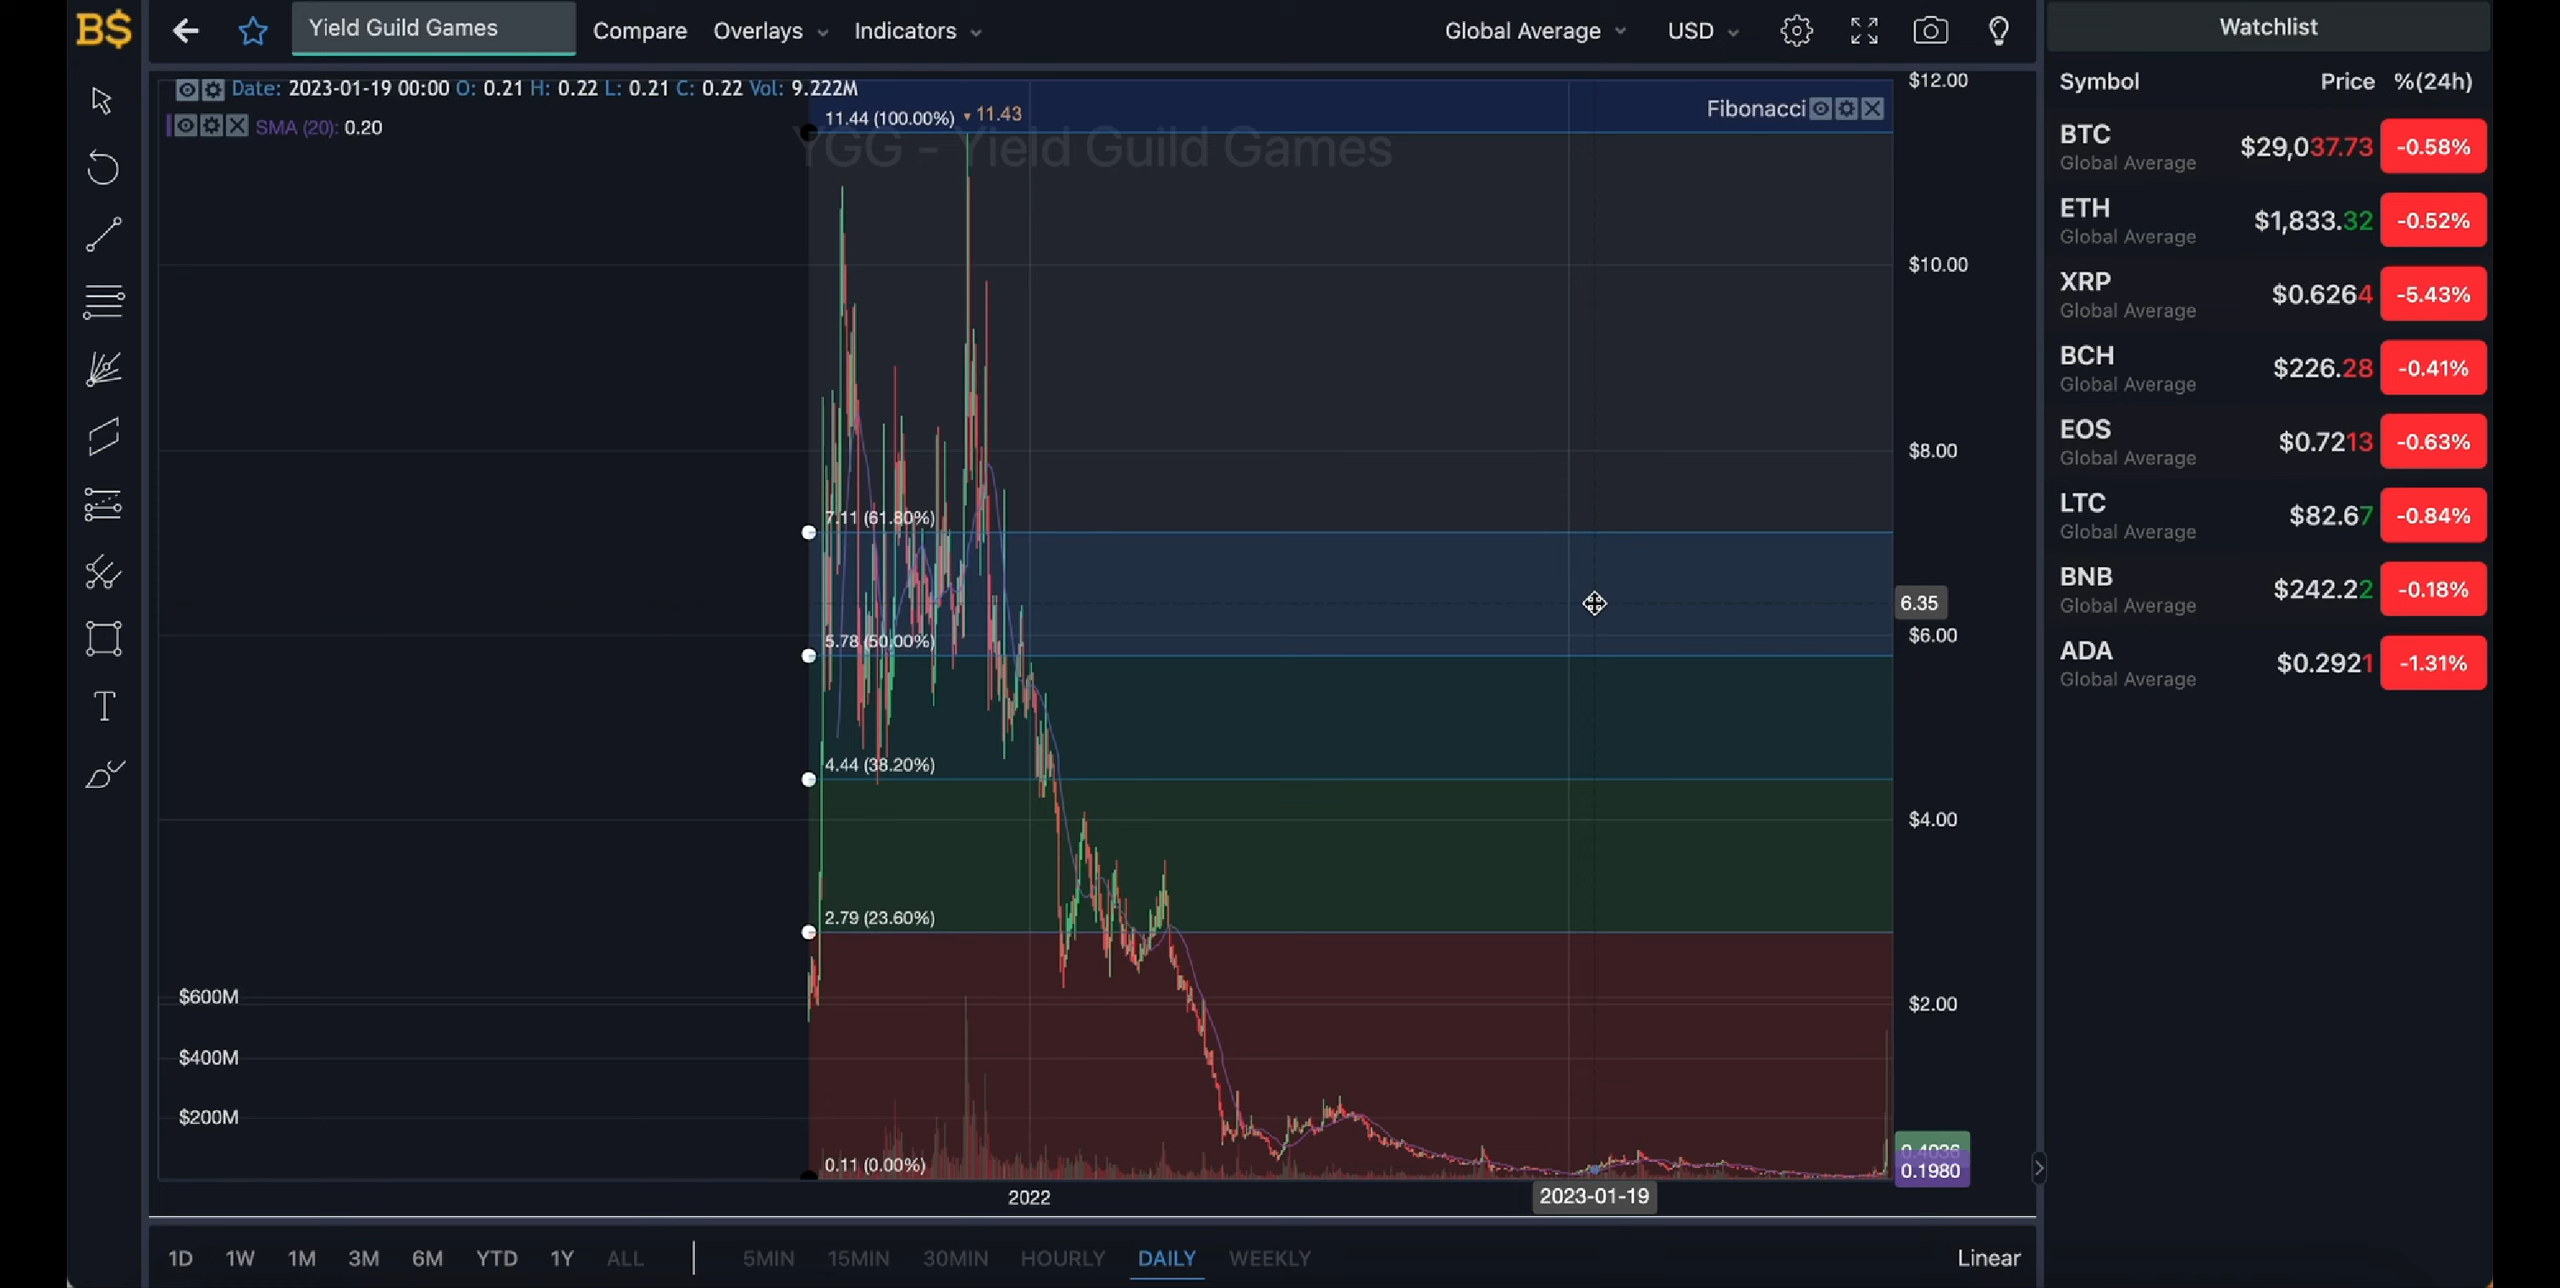 B$
Yield Guild Games
Compare
Overlays
Indicators
Global Average
USD
Date: 2023-01-19 00:00 O: 0.21 H: 0.22 L: 0.21 C: 0.22 Vol: 9.222M
SMA (20): 0.20
Fibonacci
YGG - Yield Guild Games
11.44 (100.00%)
11.43
7.11 (61.80%)
5.78 (50.00%)
4.44 (38.20%)
2.79 (23.60%)
0.11 (0.00%)
$600M
$400M
$200M
$12.00
$10.00
$8.00
6.35
$6.00
$4.00
$2.00
0.4036
0.1980
2022
2023-01-19
1D 1W 1M 3M 6M YTD 1Y ALL
5MIN 15MIN 30MIN HOURLY DAILY WEEKLY
Linear
Watchlist
Symbol Price %(24h)
BTC $29,037.73 -0.58%
Global Average
ETH $1,833.32 -0.52%
Global Average
XRP $0.6264 -5.43%
Global Average
BCH $226.28 -0.41%
Global Average
EOS $0.7213 -0.63%
Global Average
LTC $82.67 -0.84%
Global Average
BNB $242.22 -0.18%
Global Average
ADA $0.2921 -1.31%
Global Average